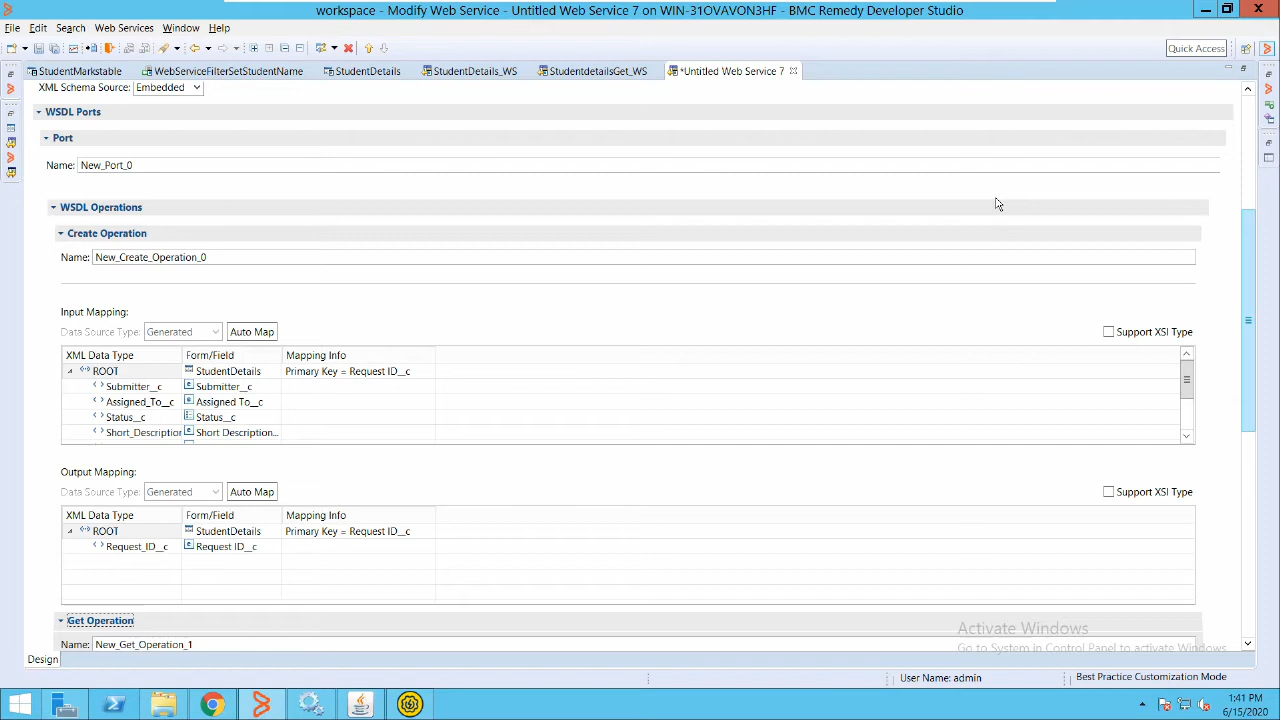 workspace - Modify Web Service - Untitled Web Service 7 on WIN-31OVAVON3HF - BMC Remedy Developer Studio
File Edit Search Web Services Window Help
Quick Access
StudentMarkstable WebServiceFilterSetStudentName StudentDetails StudentDetails_WS StudentdetailsGet_WS *Untitled Web Service 7
XML Schema Source: Embedded
WSDL Ports
Port
Name: New_Port_0
WSDL Operations
Create Operation
Name: New_Create_Operation_0
Input Mapping:
Data Source Type: Generated Auto Map Support XSI Type
XML Data Type Form/Field Mapping Info
ROOT StudentDetails Primary Key = Request ID__c
Submitter__c Submitter__c
Assigned_To__c Assigned To__c
Status__c Status__c
Short_Description Short Description...
Output Mapping:
Data Source Type: Generated Auto Map Support XSI Type
XML Data Type Form/Field Mapping Info
ROOT StudentDetails Primary Key = Request ID__c
Request_ID__c Request ID__c
Get Operation
Name: New_Get_Operation_1
Activate Windows
Go to System in Control Panel to activate Windows.
Design
User Name: admin Best Practice Customization Mode
1:41 PM
6/15/2020